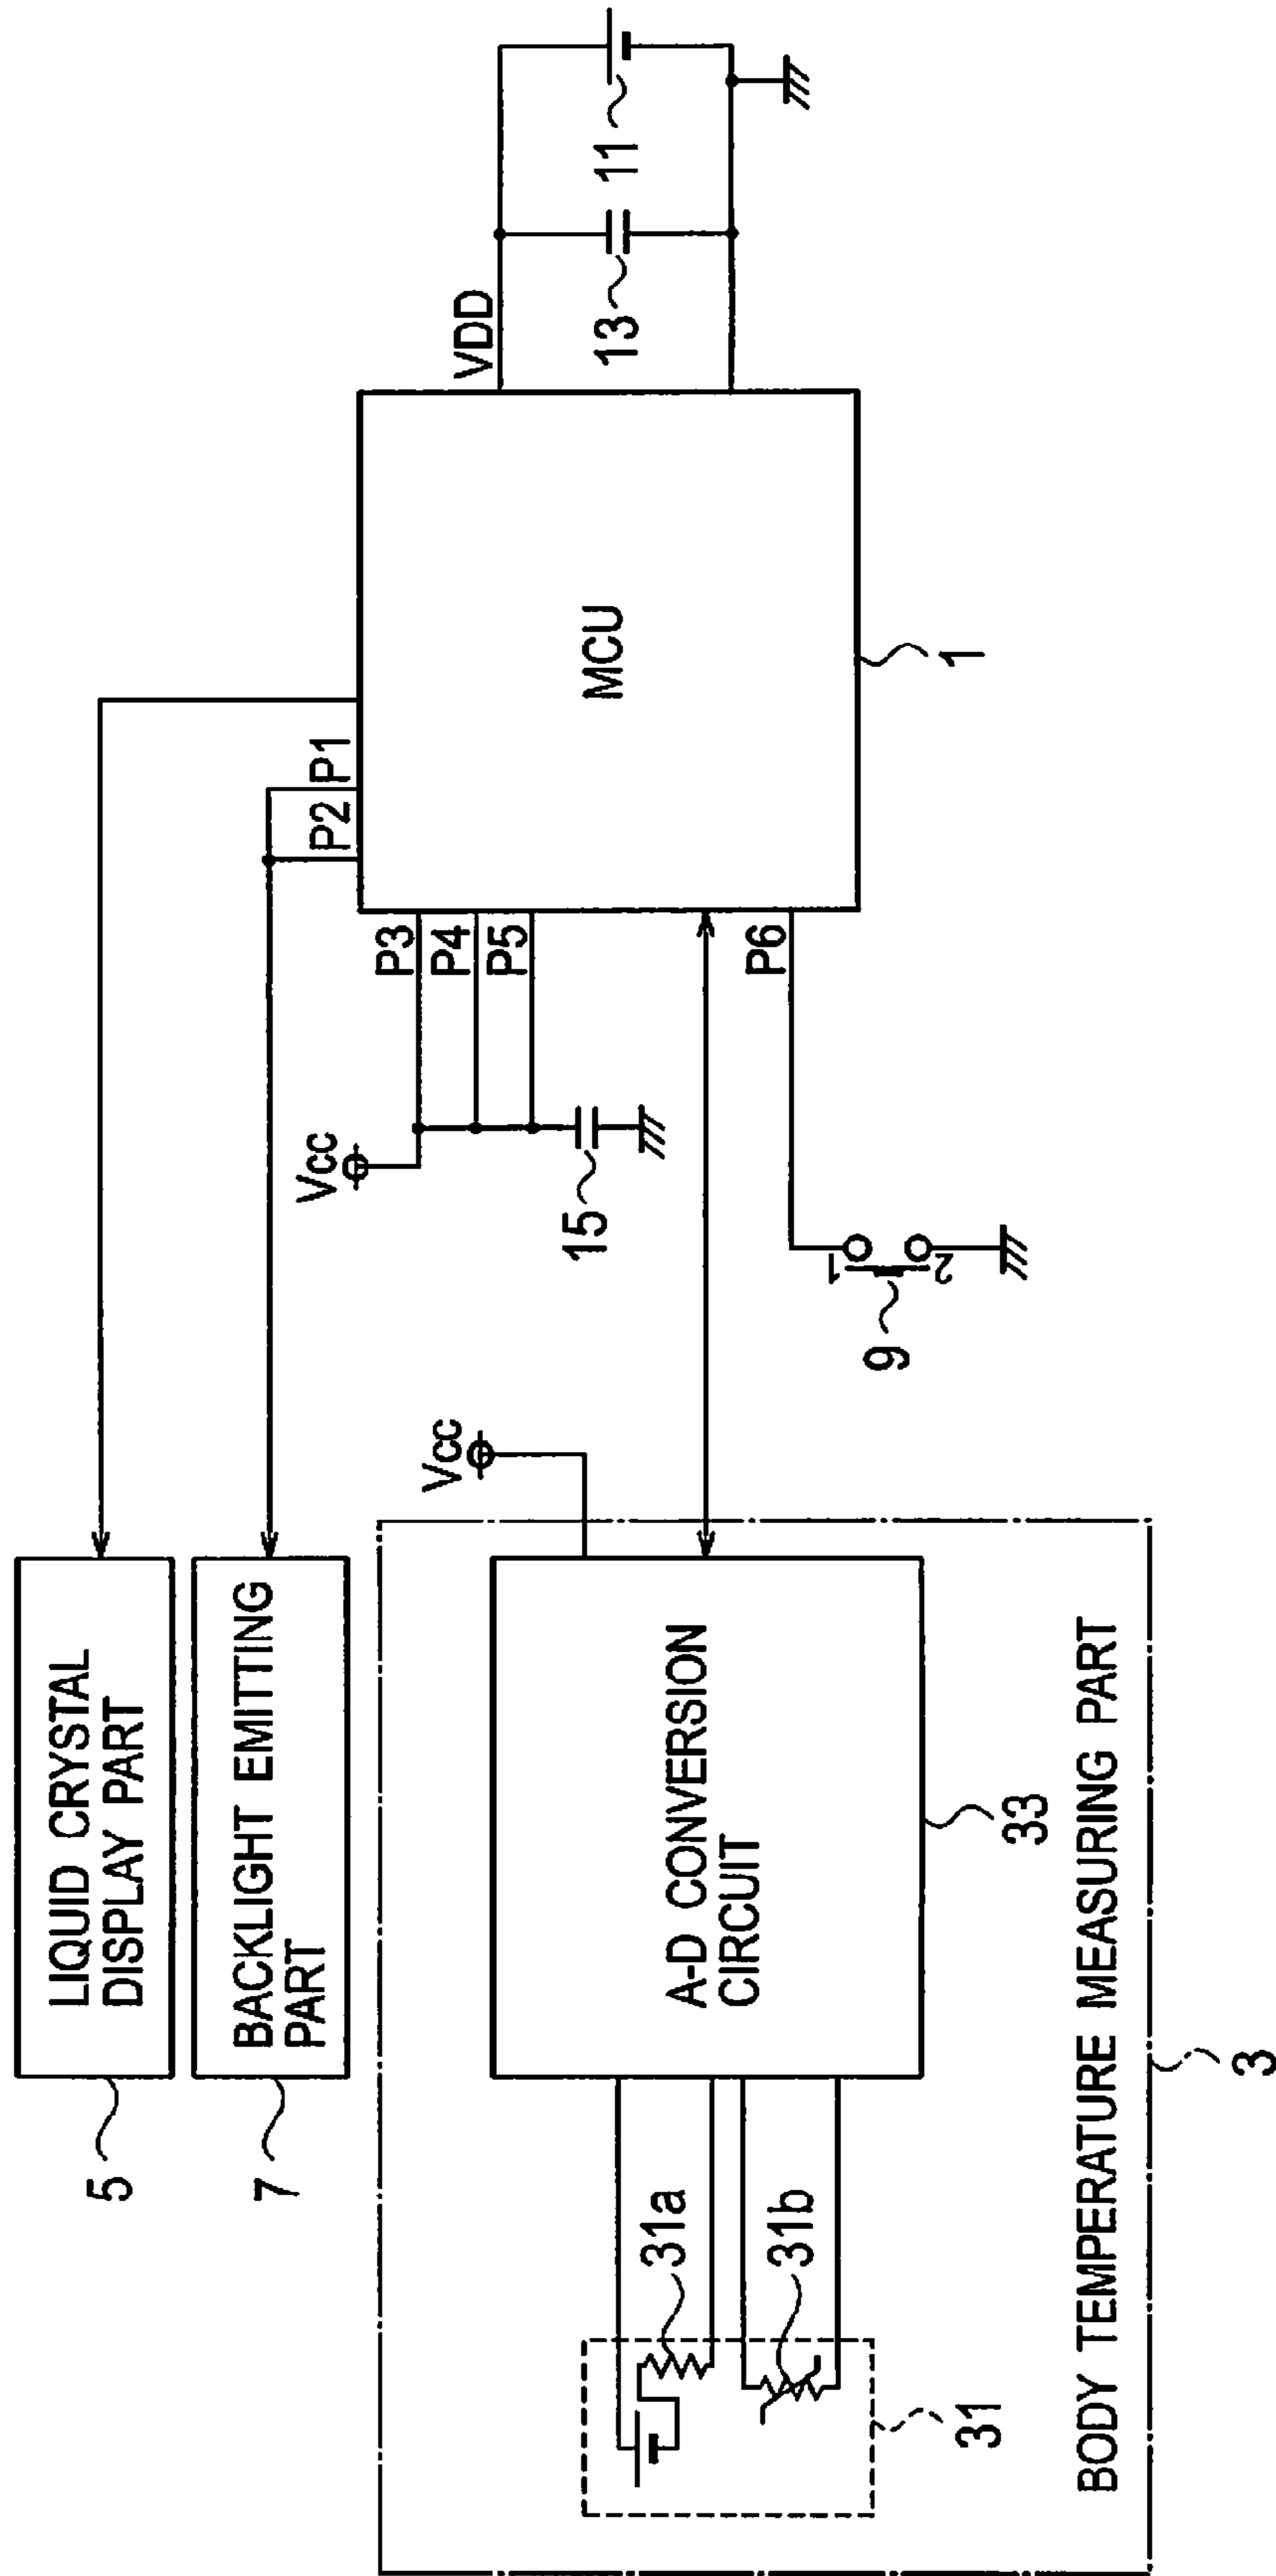 LIQUID CRYSTAL
DISPLAY PART
5
BACKLIGHT EMITTING
PART
7
P1
P2
P3
P4
P5
P6
MCU
1
VDD
13
11
Vcc
15
9
1
2
Vcc
A-D CONVERSION
CIRCUIT
33
31a
31b
31
BODY TEMPERATURE MEASURING PART
3